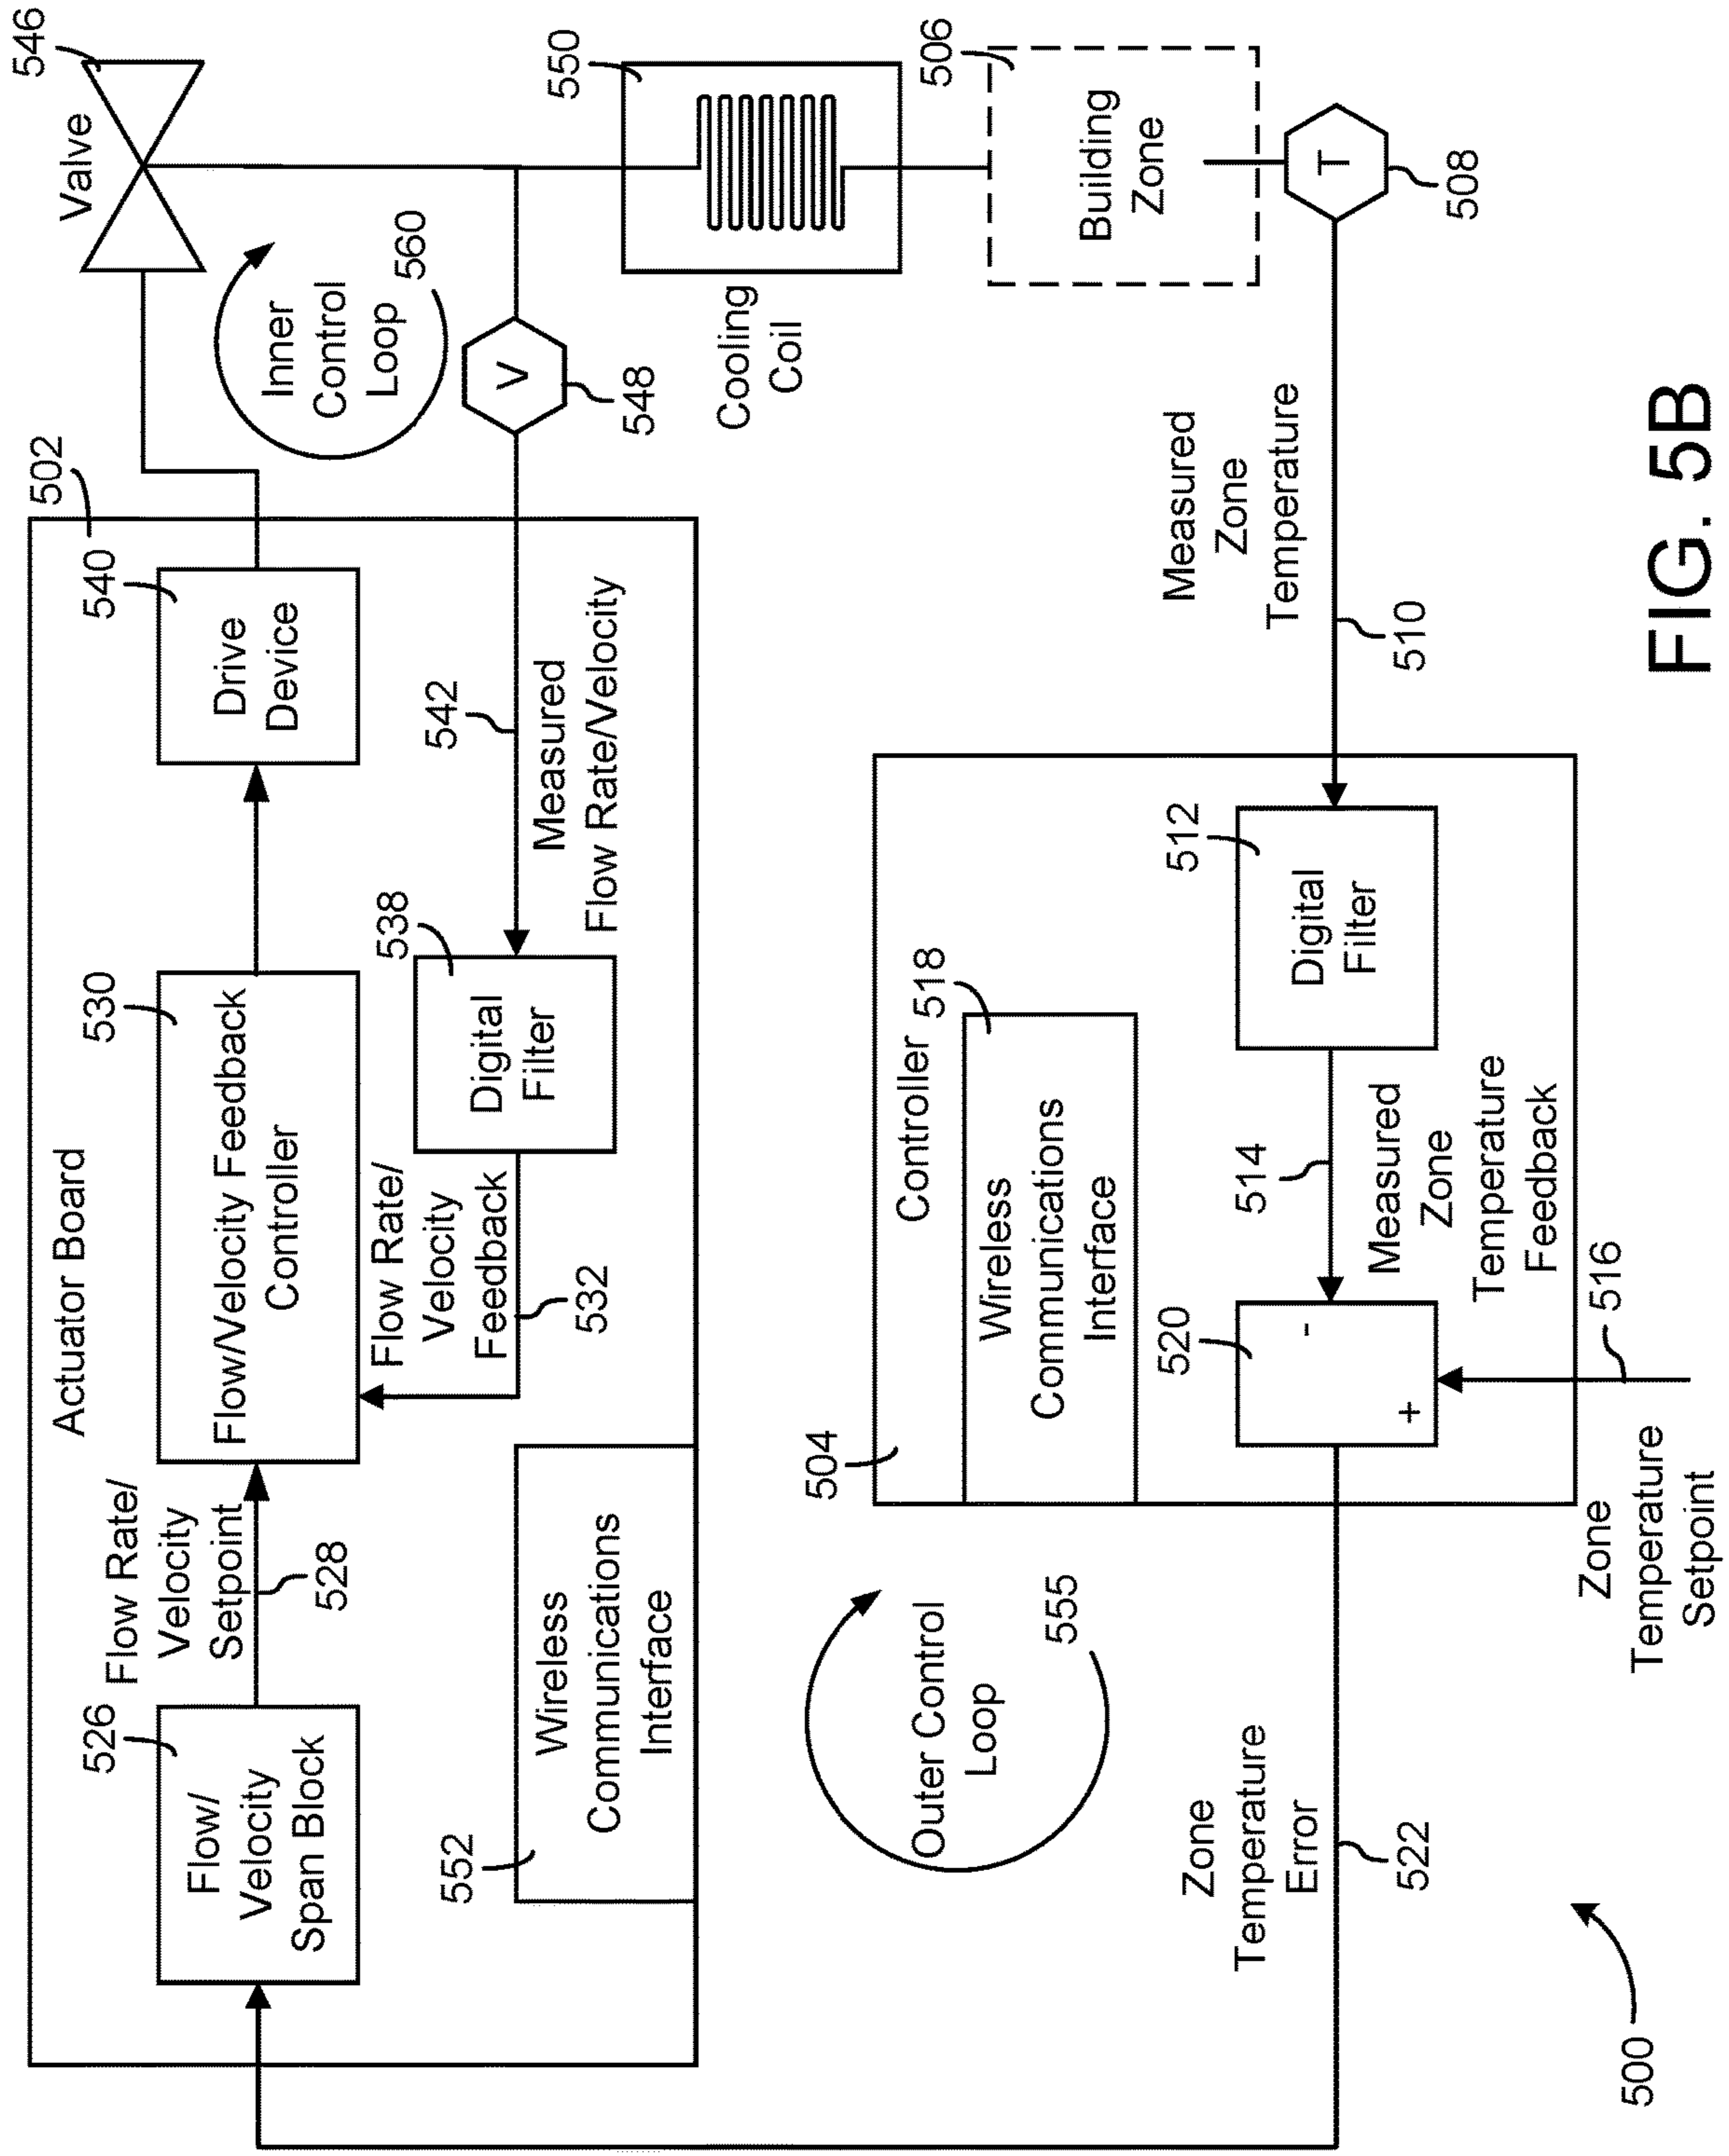 Actuator Board
502
526
Flow/
Velocity
Span Block
Flow Rate/
Velocity
Setpoint
528
530
Flow/Velocity Feedback
Controller
540
Drive
Device
Valve
546
Flow Rate/
Velocity
Feedback
532
538
Digital
Filter
542
Measured
Flow Rate/Velocity
Inner
Control
Loop
560
V
548
552
Wireless
Communications
Interface
550
Cooling
Coil
Outer Control
Loop
555
504
Controller
518
Wireless
Communications
Interface
506
Building
Zone
Zone
Temperature
Error
522
520
-
+
514
Measured
Zone
Temperature
Feedback
512
Digital
Filter
Measured
Zone
Temperature
510
T
508
516
Zone
Temperature
Setpoint
500
FIG. 5B